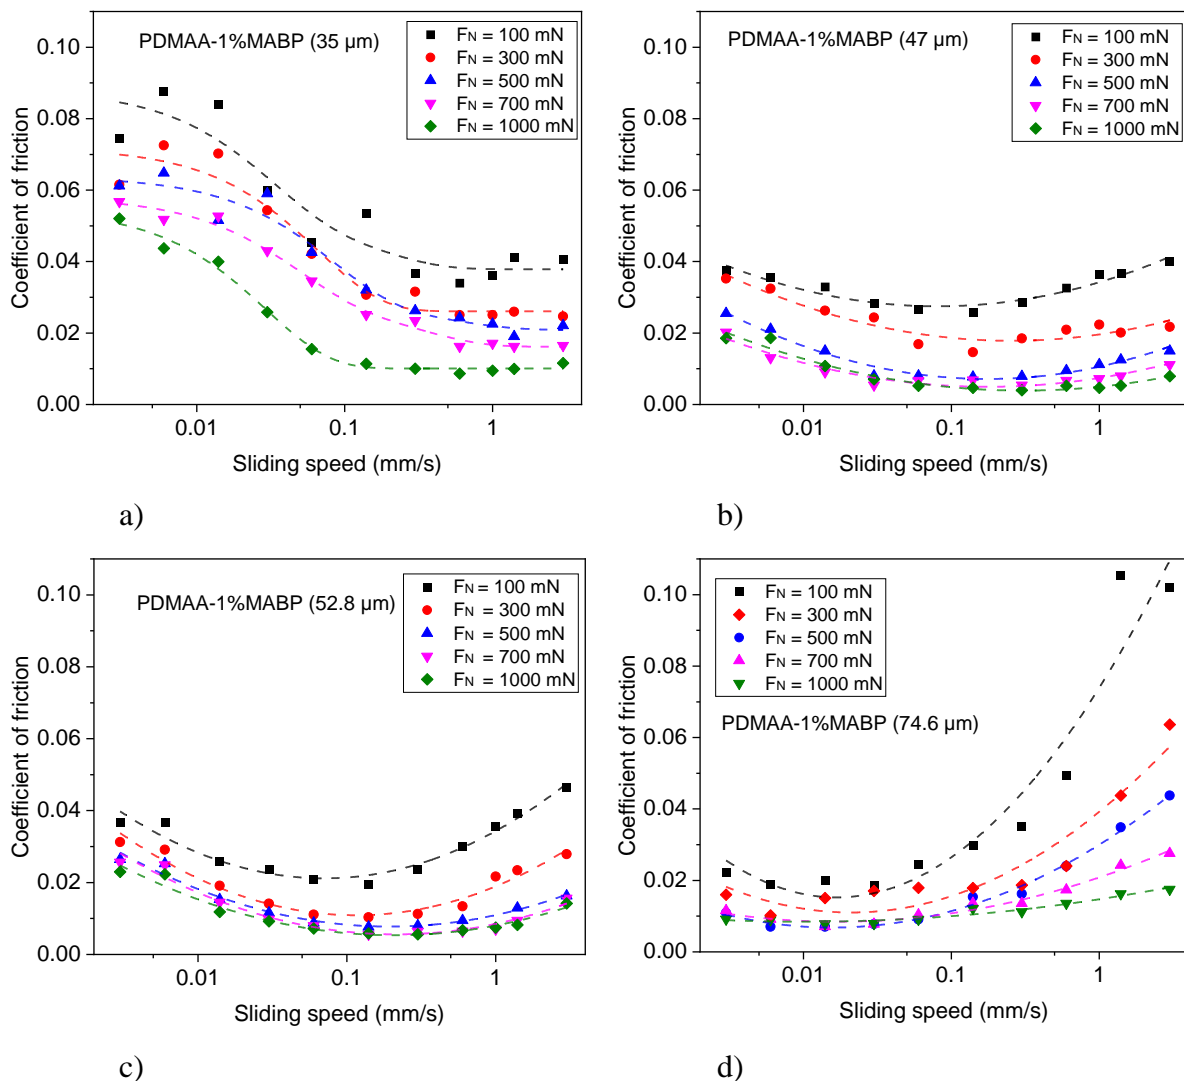 PDMAA-1%MABP (35 µm)
FN = 100 mN
FN = 300 mN
FN = 500 mN
FN = 700 mN
FN = 1000 mN
0.10
0.08
0.06
0.04
0.02
0.00
Coefficient of friction
0.01
0.1
1
Sliding speed (mm/s)
a)
PDMAA-1%MABP (47 µm)
FN = 100 mN
FN = 300 mN
FN = 500 mN
FN = 700 mN
FN = 1000 mN
0.10
0.08
0.06
0.04
0.02
0.00
Coefficient of friction
0.01
0.1
1
Sliding speed (mm/s)
b)
PDMAA-1%MABP (52.8 µm)
FN = 100 mN
FN = 300 mN
FN = 500 mN
FN = 700 mN
FN = 1000 mN
0.10
0.08
0.06
0.04
0.02
0.00
Coefficient of friction
0.01
0.1
1
Sliding speed (mm/s)
c)
FN = 100 mN
FN = 300 mN
FN = 500 mN
FN = 700 mN
FN = 1000 mN
PDMAA-1%MABP (74.6 µm)
0.10
0.08
0.06
0.04
0.02
0.00
Coefficient of friction
0.01
0.1
1
Sliding speed (mm/s)
d)